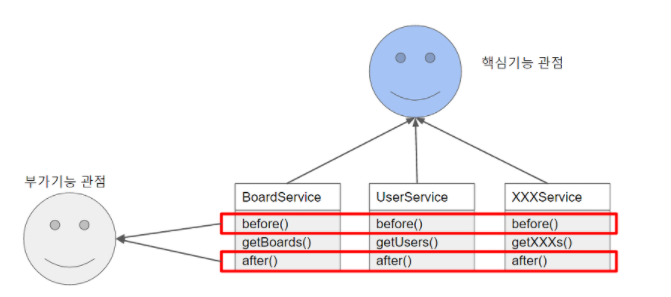 핵심기능 관점
부가기능 관점
BoardService UserService XXXService
before() before() before()
getBoards() getUsers() getXXXs()
after() after() after()